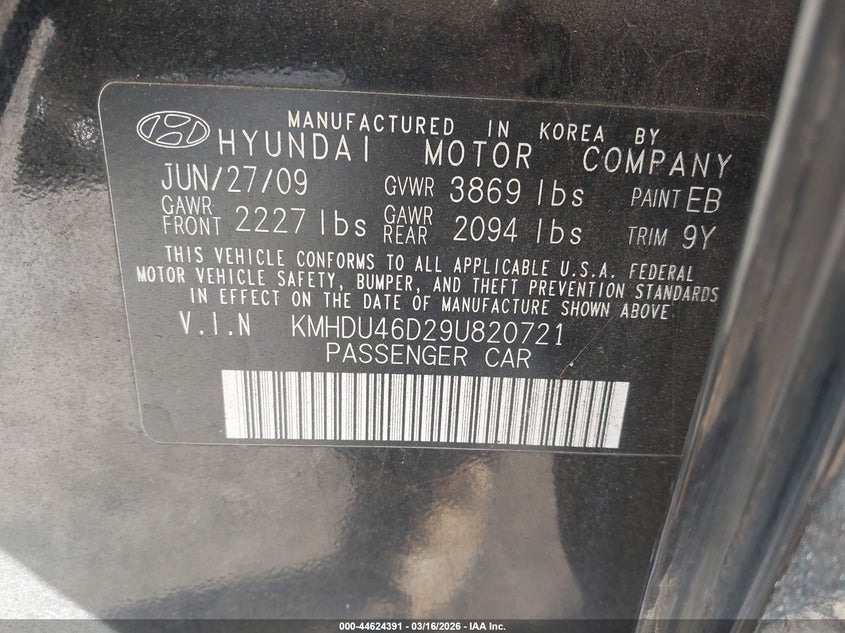 MANUFACTURED IN KOREA BY
HYUNDAI MOTOR COMPANY
JUN/27/09 GVWR 3869 lbs PAINT EB
GAWR FRONT 2227 lbs GAWR REAR 2094 lbs TRIM 9Y
THIS VEHICLE CONFORMS TO ALL APPLICABLE U.S.A. FEDERAL
MOTOR VEHICLE SAFETY, BUMPER, AND THEFT PREVENTION STANDARDS
IN EFFECT ON THE DATE OF MANUFACTURE SHOWN ABOVE.
V.I.N KMHDU46D29U820721
PASSENGER CAR
000-44624391 - 03/16/2026 - IAA Inc.